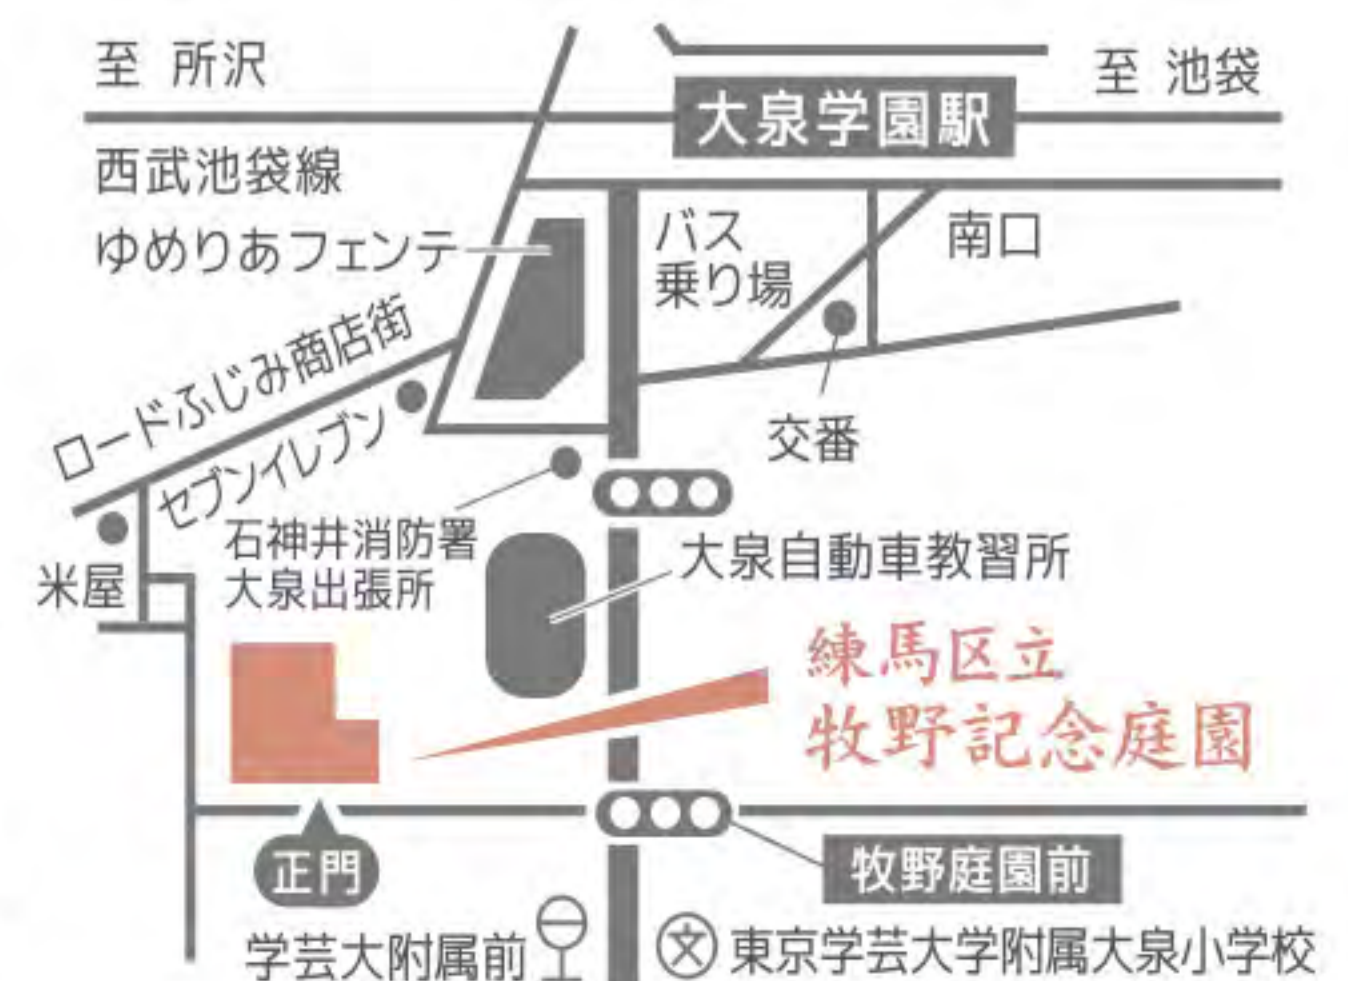 至 所沢
至 池袋
大泉学園駅
西武池袋線
ゆめりあフェンテ
バス
乗り場
南口
ロードふじみ商店街
セブンイレブン
交番
石神井消防署
大泉出張所
米屋
大泉自動車教習所
練馬区立
牧野記念庭園
正門
牧野庭園前
学芸大附属前
文
東京学芸大学附属大泉小学校